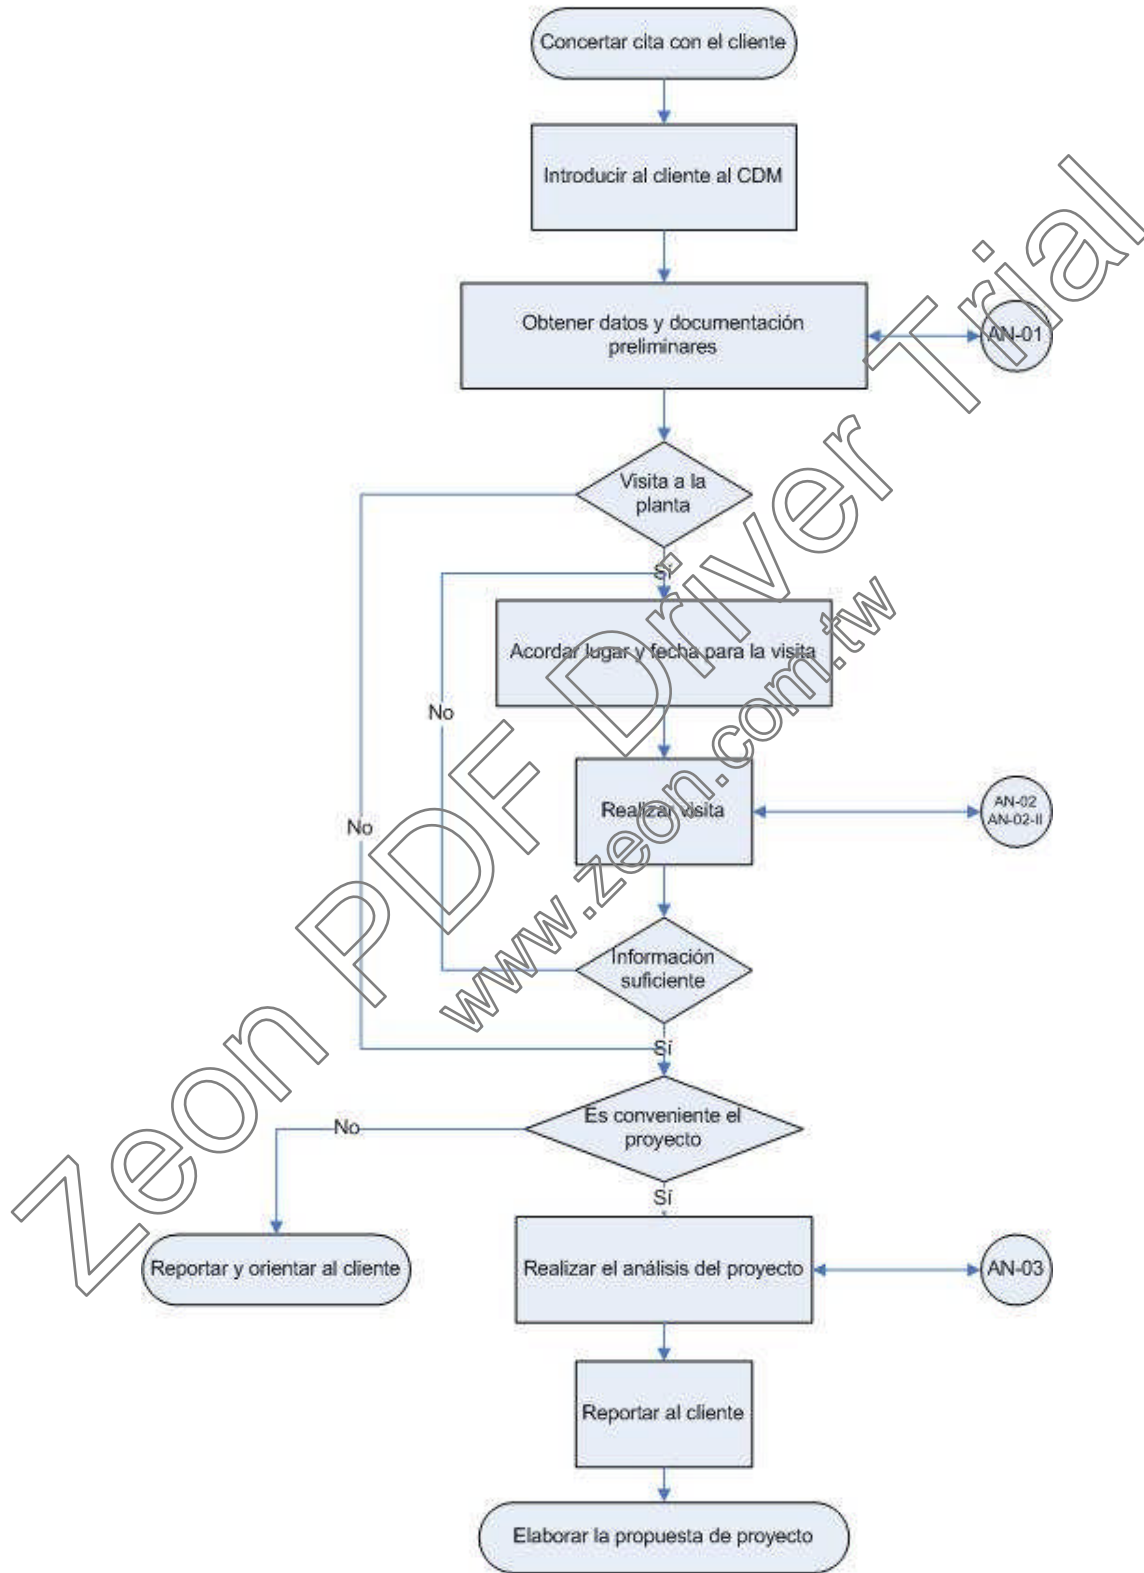 Concertar cita con el cliente
Introducir al cliente al CDM
Obtener datos y documentación
preliminares
AN-01
Visita a la
planta
Sí
Acordar lugar y fecha para la visita
No
Realizar visita
AN-02
AN-02-II
No
Información
suficiente
Sí
Es conveniente el
proyecto
No
Sí
Reportar y orientar al cliente
Realizar el análisis del proyecto
AN-03
Reportar al cliente
Elaborar la propuesta de proyecto
Zeon PDF Driver Trial
www.zeon.com.tw